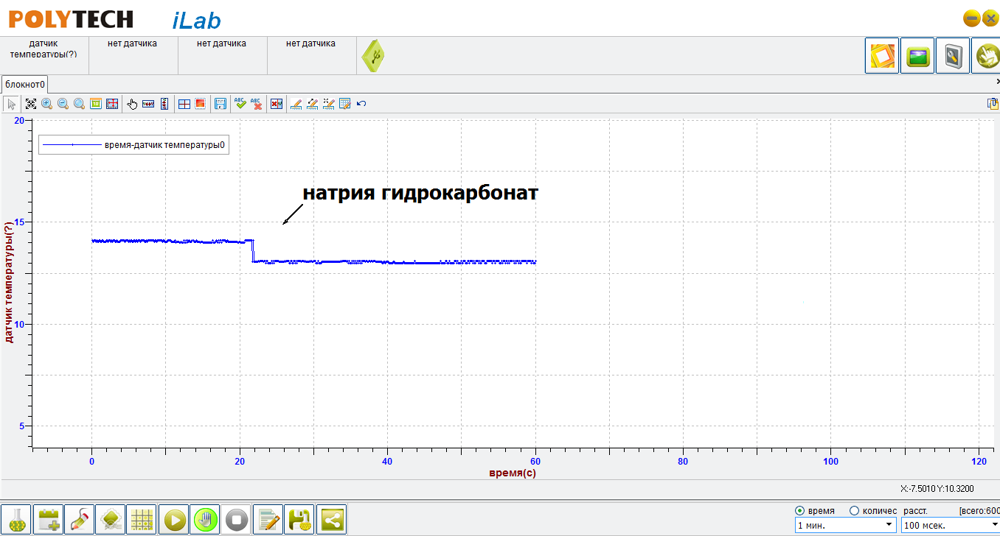 POLYTECH iLab
датчик температуры(?)
нет датчика
нет датчика
нет датчика
блокнот0
20
время-датчик температуры0
натрия гидрокарбонат
15
датчик температуры(?)
10
5
0 20 40 60 80 100 120
время(с)
X:-7.5010 Y:10.3200
время количес расст. [всего:600
1 мин. 100 мсек.